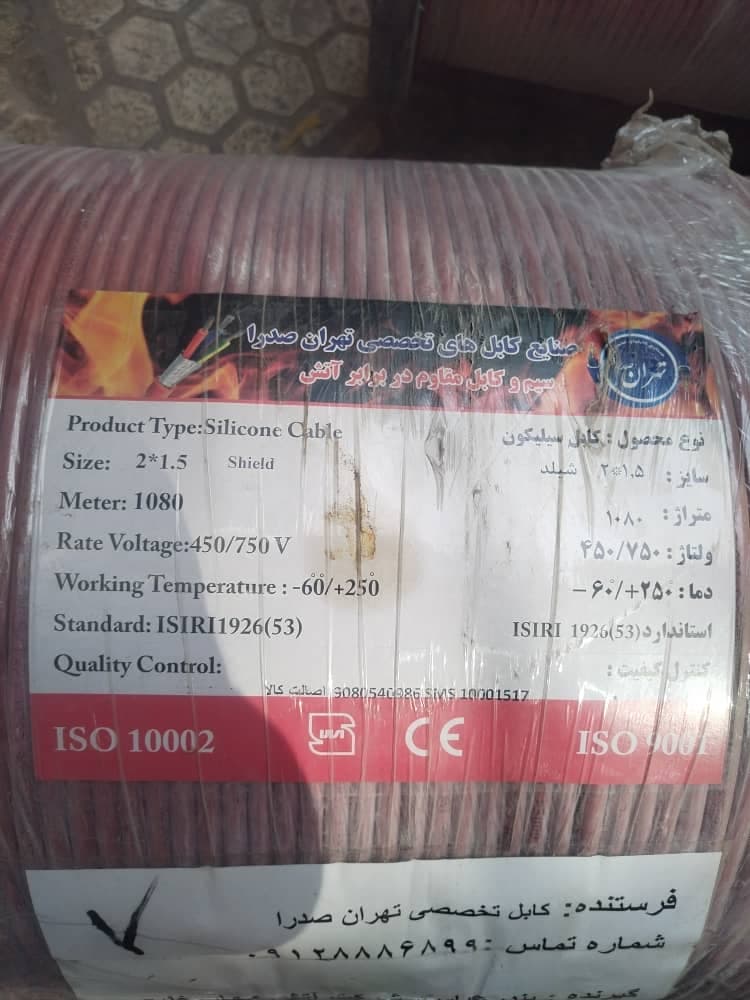 صنایع کابل های تخصصی تهران صدرا
سیم و کابل مقاوم در برابر آتش
تهران
Product Type:Silicone Cable
نوع محصول : کابل سیلیکون
Size: 2*1.5 Shield
سایز : ۲*۱,۵ شیلد
Meter: 1080
متراژ : ۱۰۸۰
Rate Voltage:450/750 V
ولتاژ : ۴۵۰/۷۵۰
Working Temperature : -60°/+250°
دما : ۲۵۰+/۶۰-
Standard: ISIRI1926(53)
استاندارد ISIRI 1926(53)
Quality Control:
کنترل کیفیت :
اصالت کالا 9080540986 SMS 10001517
ISO 10002
CE
ISO 9001
فرستنده: کابل تخصصی تهران صدرا
شماره تماس :۰۹۱۲۸۸۸۶۸۹۹